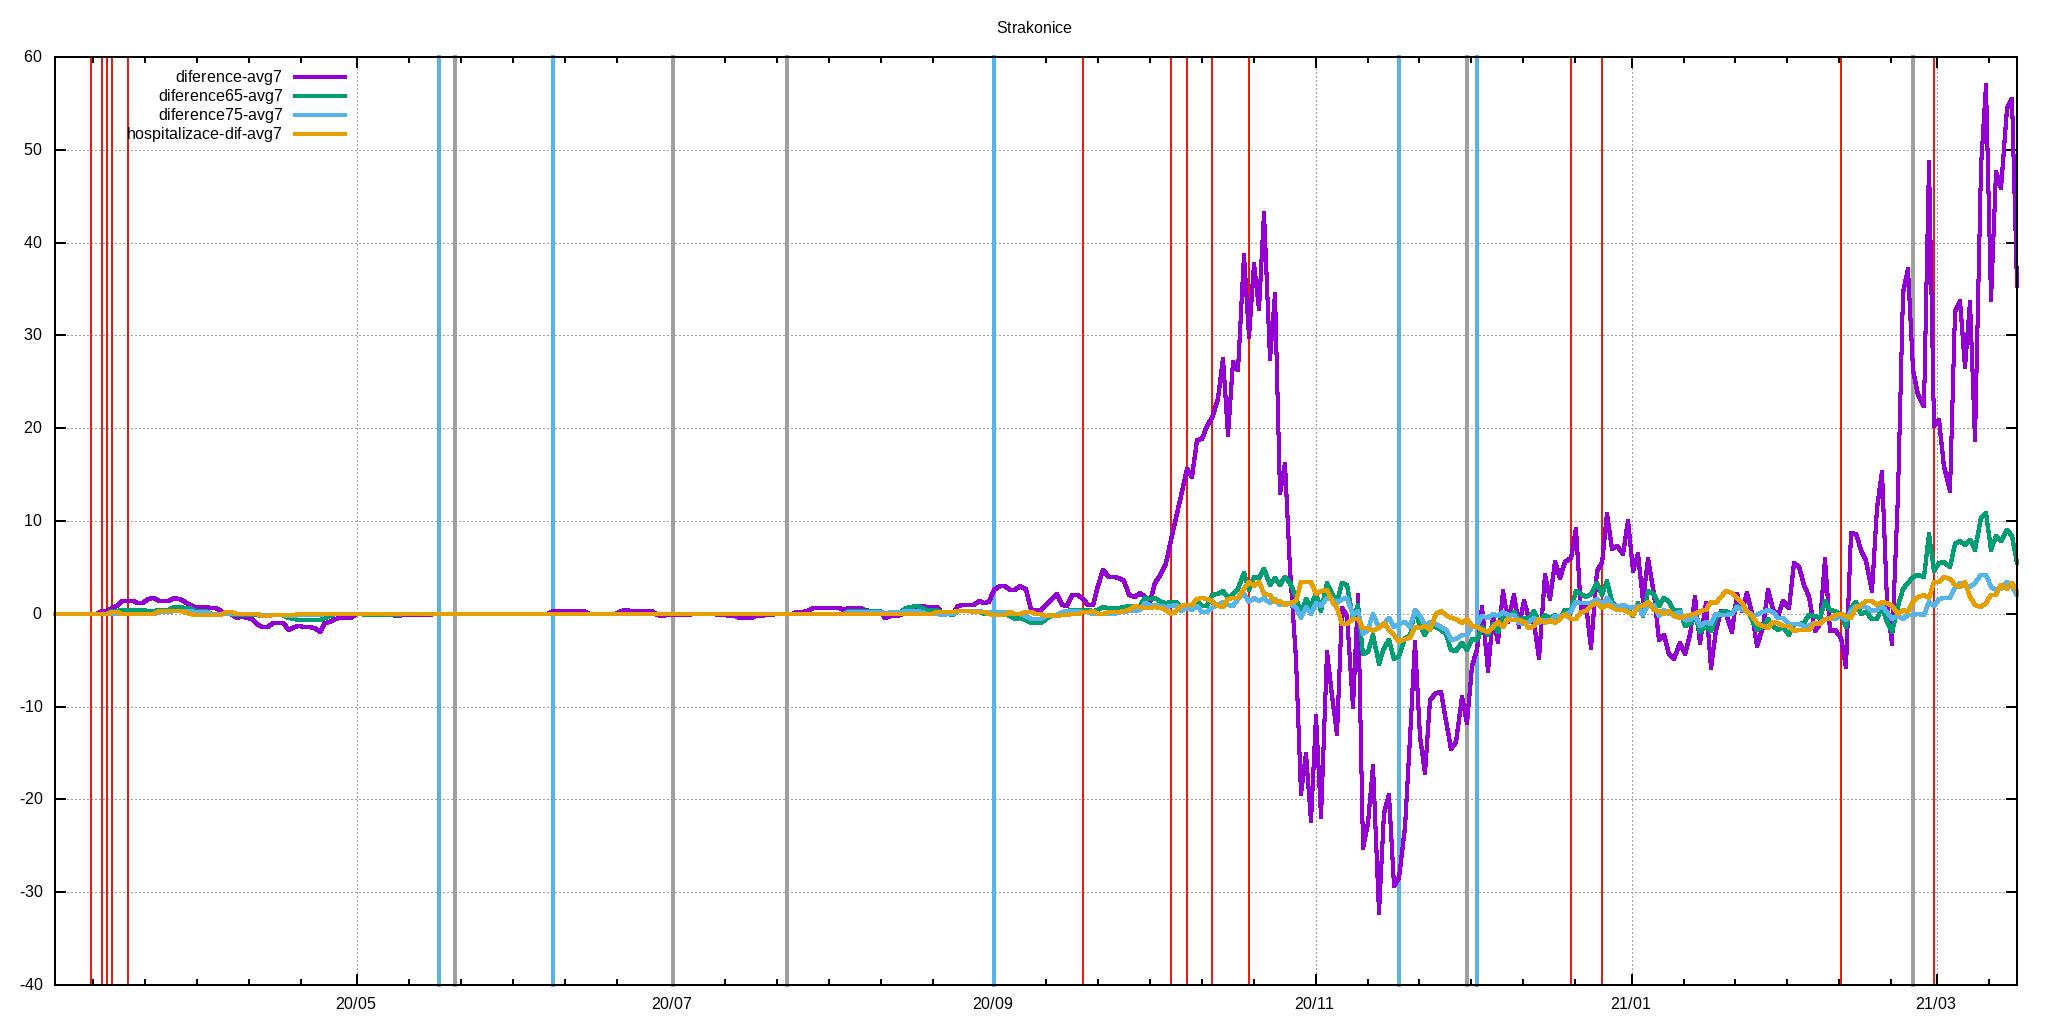 Strakonice
60
diference-avg7
diference65-avg7
diference75-avg7
hospitalizace-dif-avg7
50
40
30
20
10
0
-10
-20
-30
-40
20/05 20/07 20/09 20/11 21/01 21/03